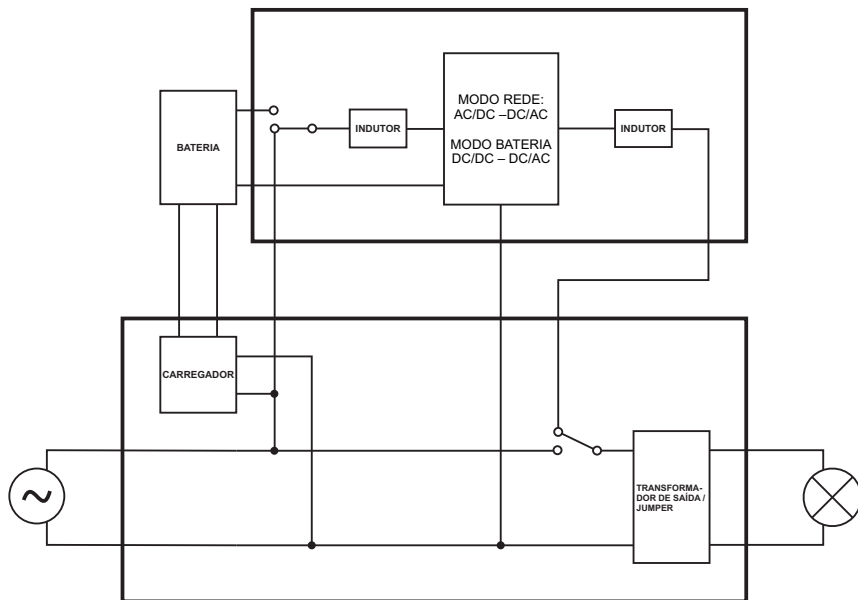 MODO REDE:
AC/DC –DC/AC
MODO BATERIA
DC/DC – DC/AC
INDUTOR
INDUTOR
BATERIA
CARREGADOR
TRANSFORMA-
DOR DE SAÍDA /
JUMPER